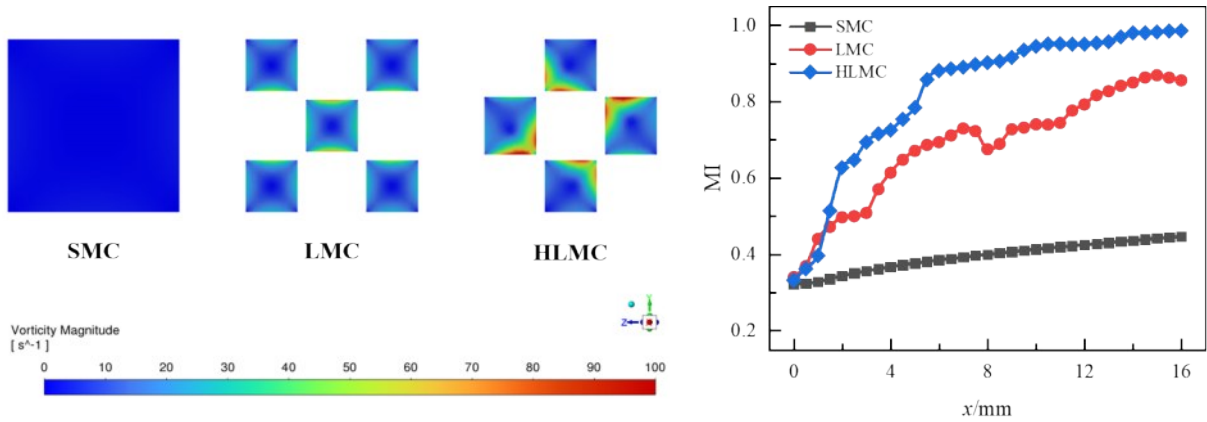 SMC
LMC
HLMC
Vorticity Magnitude
[ s^-1 ]
0 10 20 30 40 50 60 70 80 90 100
Y
Z
SMC
LMC
HLMC
MI
1.0
0.8
0.6
0.4
0.2
0 4 8 12 16
x/mm